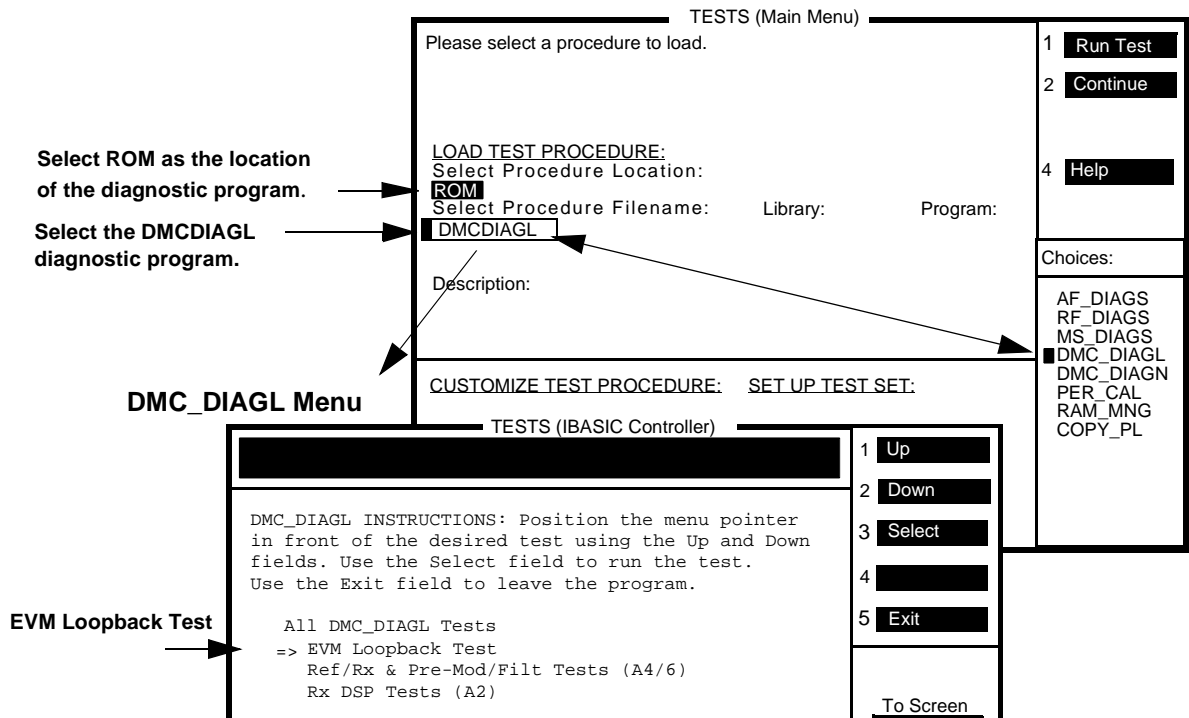 TESTS (Main Menu)
Please select a procedure to load.
1 Run Test
2 Continue
4 Help
Select ROM as the location
of the diagnostic program.
Select the DMCDIAGL
diagnostic program.
LOAD TEST PROCEDURE:
Select Procedure Location:
ROM
Select Procedure Filename: Library: Program:
DMCDIAGL
Description:
Choices:
AF_DIAGS
RF_DIAGS
MS_DIAGS
DMC_DIAGL
DMC_DIAGN
PER_CAL
RAM_MNG
COPY_PL
CUSTOMIZE TEST PROCEDURE: SET UP TEST SET:
DMC_DIAGL Menu
TESTS (IBASIC Controller)
1 Up
2 Down
3 Select
4
5 Exit
DMC_DIAGL INSTRUCTIONS: Position the menu pointer
in front of the desired test using the Up and Down
fields. Use the Select field to run the test.
Use the Exit field to leave the program.
EVM Loopback Test
All DMC_DIAGL Tests
=> EVM Loopback Test
Ref/Rx & Pre-Mod/Filt Tests (A4/6)
Rx DSP Tests (A2)
To Screen